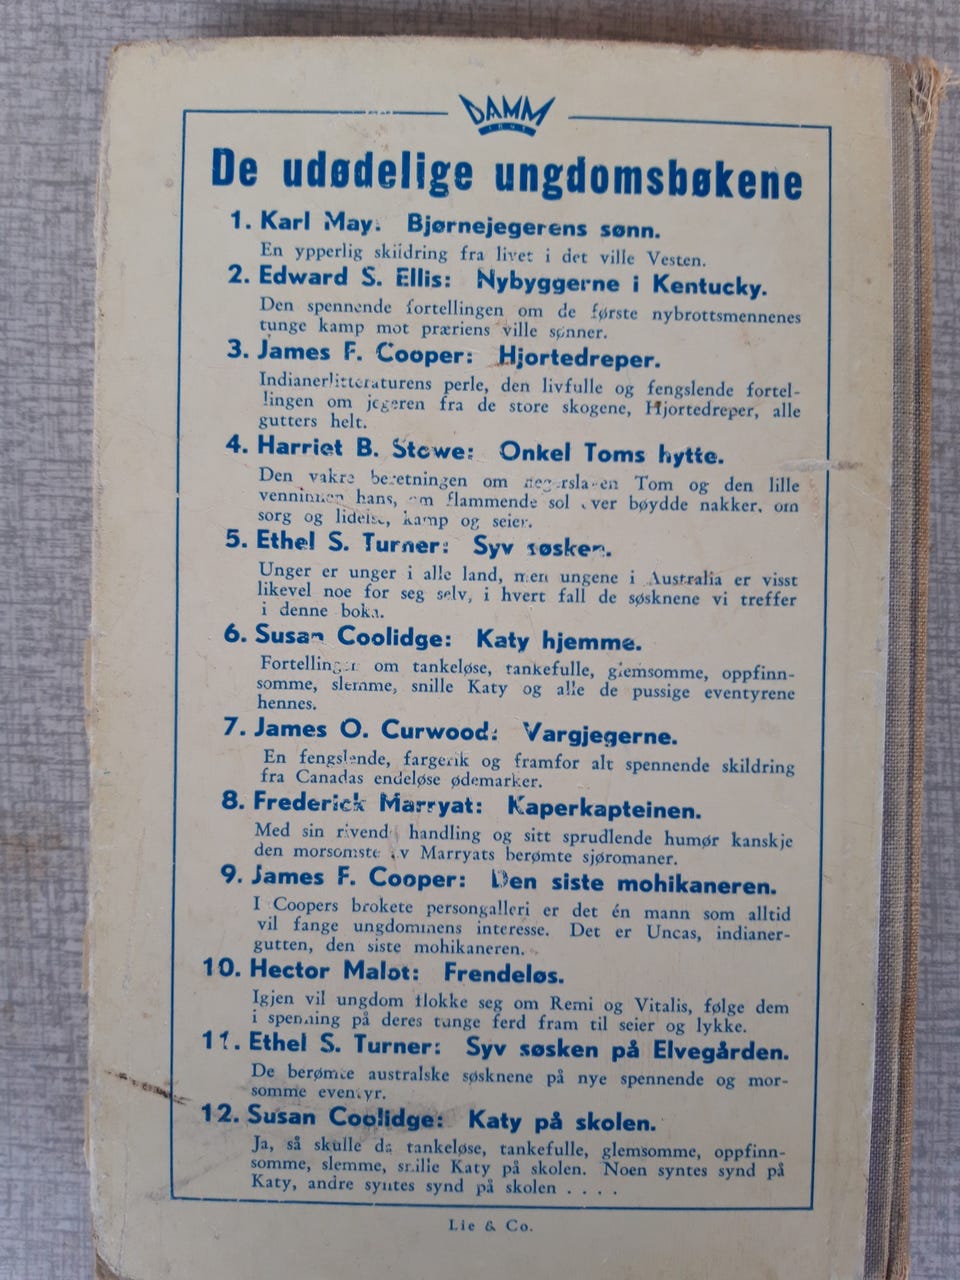 DAMM
De udødelige ungdomsbøkene
1. Karl May: Bjørnejegerens sønn.
En ypperlig skildring fra livet i det ville Vesten.
2. Edward S. Ellis: Nybyggerne i Kentucky.
Den spennende fortellingen om de første nybrottsmennenes
tunge kamp mot præriens ville sønner.
3. James F. Cooper: Hjortedreper.
Indianerlitteraturens perle, den livfulle og fengslende fortel-
lingen om jegeren fra de store skogene, Hjortedreper, alle
gutters helt.
4. Harriet B. Stowe: Onkel Toms hytte.
Den vakre beretningen om negerslaven Tom og den lille
venninnen hans, om flammende sol over bøydde nakker, om
sorg og lidelse, kamp og seier.
5. Ethel S. Turner: Syv søsken.
Unger er unger i alle land, men ungene i Australia er visst
likevel noe for seg selv, i hvert fall de søsknene vi treffer
i denne boka.
6. Susan Coolidge: Katy hjemme.
Fortellingen om tankeløse, tankefulle, glemsomme, oppfinn-
somme, slemme, snille Katy og alle de pussige eventyrene
hennes.
7. James O. Curwood: Vargjegerne.
En fengslende, fargerik og framfor alt spennende skildring
fra Canadas endeløse ødemarker.
8. Frederick Marryat: Kaperkapteinen.
Med sin rivende handling og sitt sprudlende humør kanskje
den morsomste av Marryats berømte sjøromaner.
9. James F. Cooper: Den siste mohikaneren.
I Coopers brokete persongalleri er det én mann som alltid
vil fange ungdommens interesse. Det er Uncas, indianer-
gutten, den siste mohikaneren.
10. Hector Malot: Frendeløs.
Igjen vil ungdom flokke seg om Remi og Vitalis, følge dem
i spenning på deres tunge ferd fram til seier og lykke.
11. Ethel S. Turner: Syv søsken på Elvegården.
De berømte australske søsknene på nye spennende og mor-
somme eventyr.
12. Susan Coolidge: Katy på skolen.
Ja, så skulle da tankeløse, tankefulle, glemsomme, oppfinn-
somme, slemme, snille Katy på skolen. Noen syntes synd på
Katy, andre syntes synd på skolen . . . .
Lie & Co.